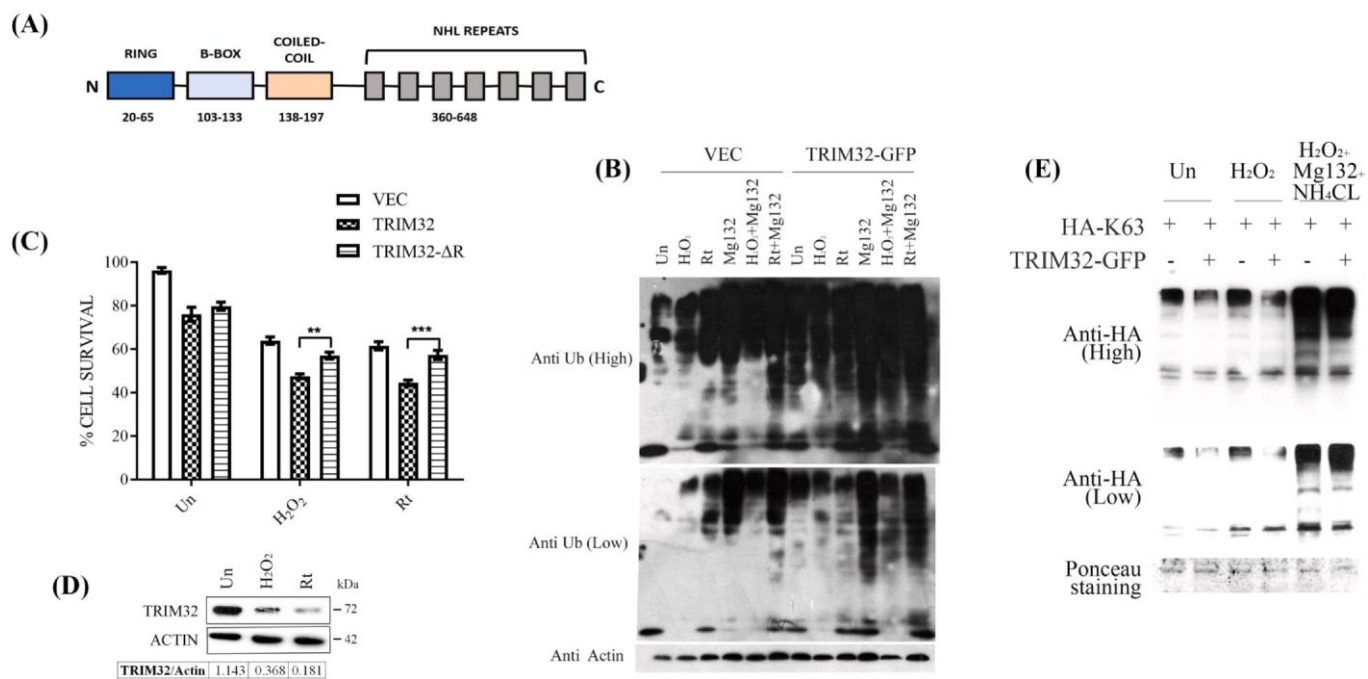 (A)
NHL REPEATS
RING
B-BOX
COILED-
COIL
N
C
20-65
103-133
138-197
360-648
(B)
VEC
TRIM32-GFP
Un
H₂O₂
Rt
Mg132
H₂O₂+Mg132
Rt+Mg132
Un
H₂O₂
Rt
Mg132
H₂O₂+Mg132
Rt+Mg132
Anti Ub (High)
Anti Ub (Low)
Anti Actin
(C)
VEC
TRIM32
TRIM32-ΔR
%CELL SURVIVAL
100
80
60
40
20
0
**
***
Un
H₂O₂
Rt
(D)
Un
H₂O₂
Rt
kDa
TRIM32
72
ACTIN
42
TRIM32/Actin 1.143 0.368 0.181
(E)
Un
H₂O₂
H₂O₂+
Mg132+
NH₄CL
HA-K63 + + + + + +
TRIM32-GFP - + - + - +
Anti-HA
(High)
Anti-HA
(Low)
Ponceau
staining